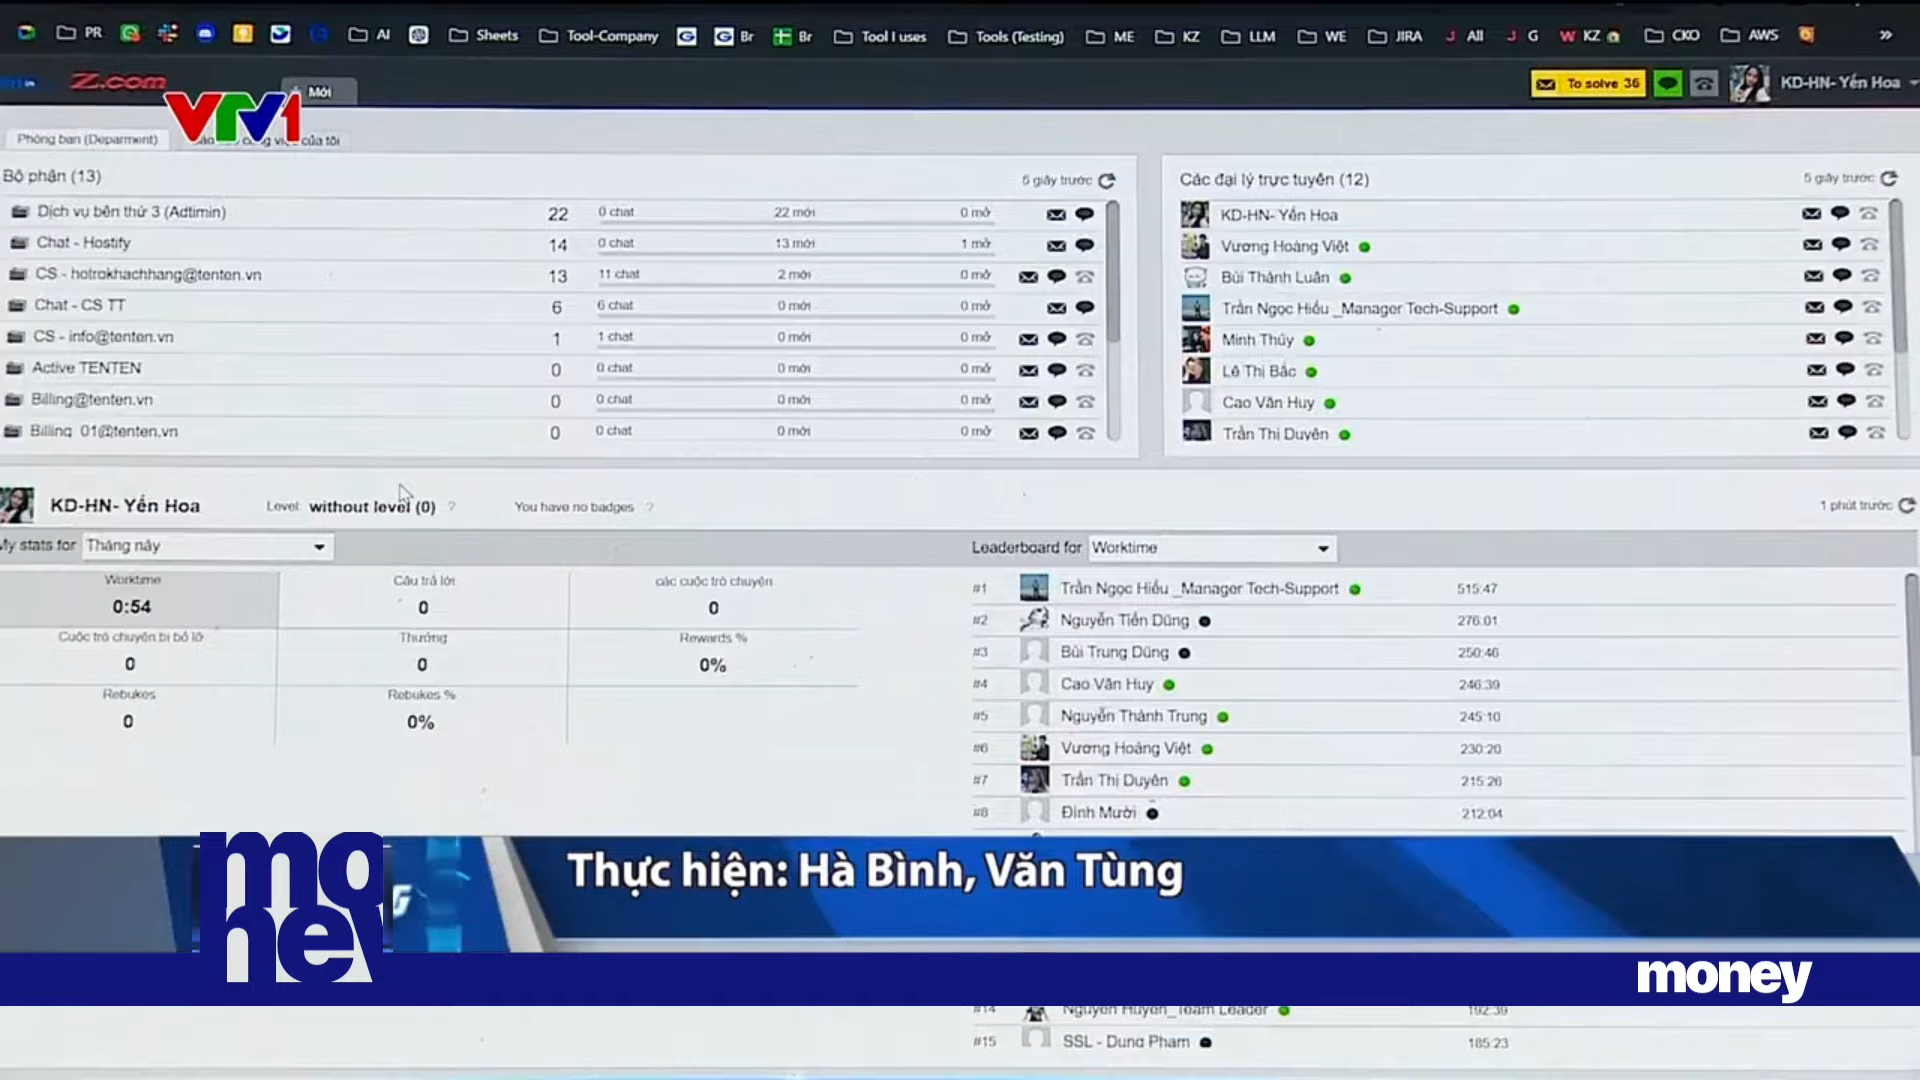 PR AI Sheets Tool-Company Br Br Tool I uses Tools (Testing) ME KZ LLM WE JIRA All G KZ CKO AWS
Z.com
Mới
To solve 36
KD-HN- Yến Hoa
VTV1
Phòng ban (Deparment)
của tôi
Bộ phận (13)
5 giây trước
Dịch vụ bên thứ 3 (Adtimin) 22 0 chat 22 mới 0 mở
Chat - Hostify 14 0 chat 13 mới 1 mở
CS - hotrokhachhang@tenten.vn 13 11 chat 2 mới 0 mở
Chat - CS TT 6 6 chat 0 mới 0 mở
CS - info@tenten.vn 1 1 chat 0 mới 0 mở
Active TENTEN 0 0 chat 0 mới 0 mở
Billing@tenten.vn 0 0 chat 0 mới 0 mở
Billing_01@tenten.vn 0 0 chat 0 mới 0 mở
Các đại lý trực tuyến (12)
5 giây trước
KD-HN- Yến Hoa
Vương Hoàng Việt
Bùi Thành Luân
Trần Ngọc Hiếu _Manager Tech-Support
Minh Thúy
Lê Thị Bắc
Cao Văn Huy
Trần Thị Duyên
KD-HN- Yến Hoa
Level: without level (0) ?
You have no badges ?
1 phút trước
My stats for Tháng này
Worktime
0:54
Câu trả lời
0
các cuộc trò chuyện
0
Cuộc trò chuyện bị bỏ lỡ
0
Thưởng
0
Rewards %
0%
Rebukes
0
Rebukes %
0%
Leaderboard for Worktime
#1 Trần Ngọc Hiếu _Manager Tech-Support 515:47
#2 Nguyễn Tiến Dũng 276:01
#3 Bùi Trung Dũng 250:46
#4 Cao Văn Huy 246:39
#5 Nguyễn Thành Trung 245:10
#6 Vương Hoàng Việt 230:20
#7 Trần Thị Duyên 215:26
#8 Đinh Mười 212:04
Thực hiện: Hà Bình, Văn Tùng
money
money
#14 Nguyễn Huyền_Team Leader 192:39
#15 SSL - Dung Pham 185:23